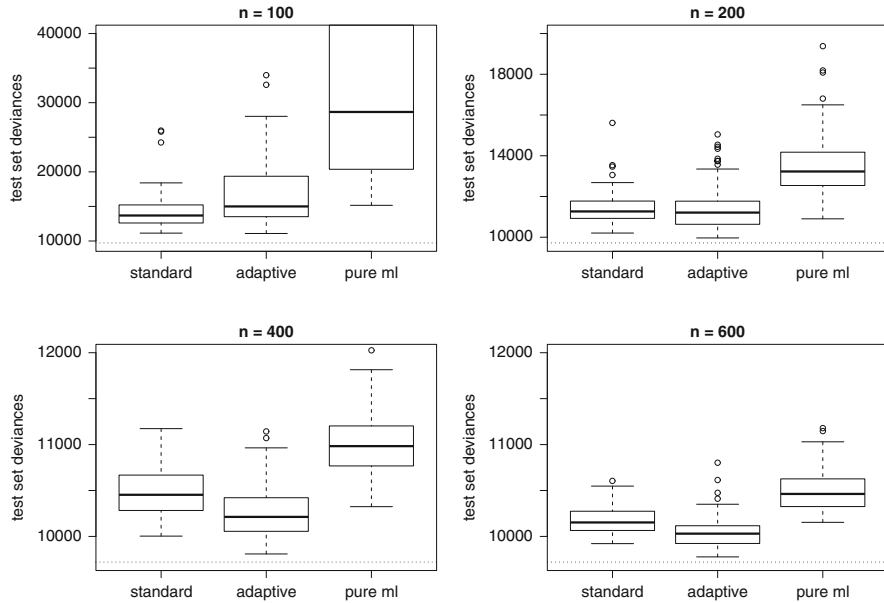 n = 100
test set deviances
40000
30000
20000
10000
standard
adaptive
pure ml
n = 200
test set deviances
18000
14000
10000
standard
adaptive
pure ml
n = 400
test set deviances
12000
11000
10000
standard
adaptive
pure ml
n = 600
test set deviances
12000
11000
10000
standard
adaptive
pure ml